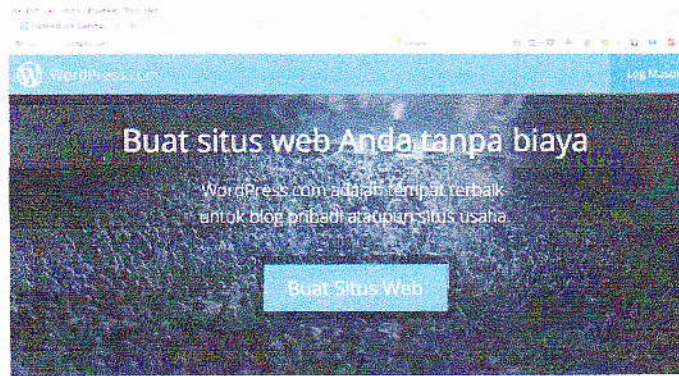 WordPress.com
Log Masuk
Buat situs web Anda tanpa biaya
WordPress.com adalah tempat terbaik
untuk blog pribadi ataupun situs usaha
Buat Situs Web